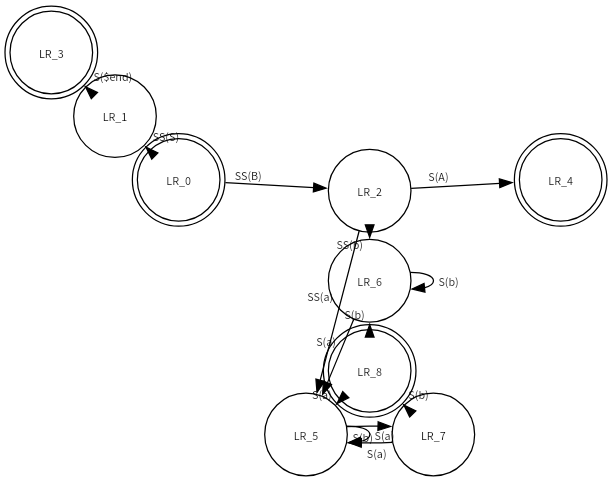 LR_3
S($end)
LR_1
SS(S)
LR_0
SS(B)
LR_2
S(A)
LR_4
SS(b)
LR_6
S(b)
SS(a)
S(b)
S(a)
LR_8
S(b)
LR_5
S(b)
S(a)
S(a)
LR_7